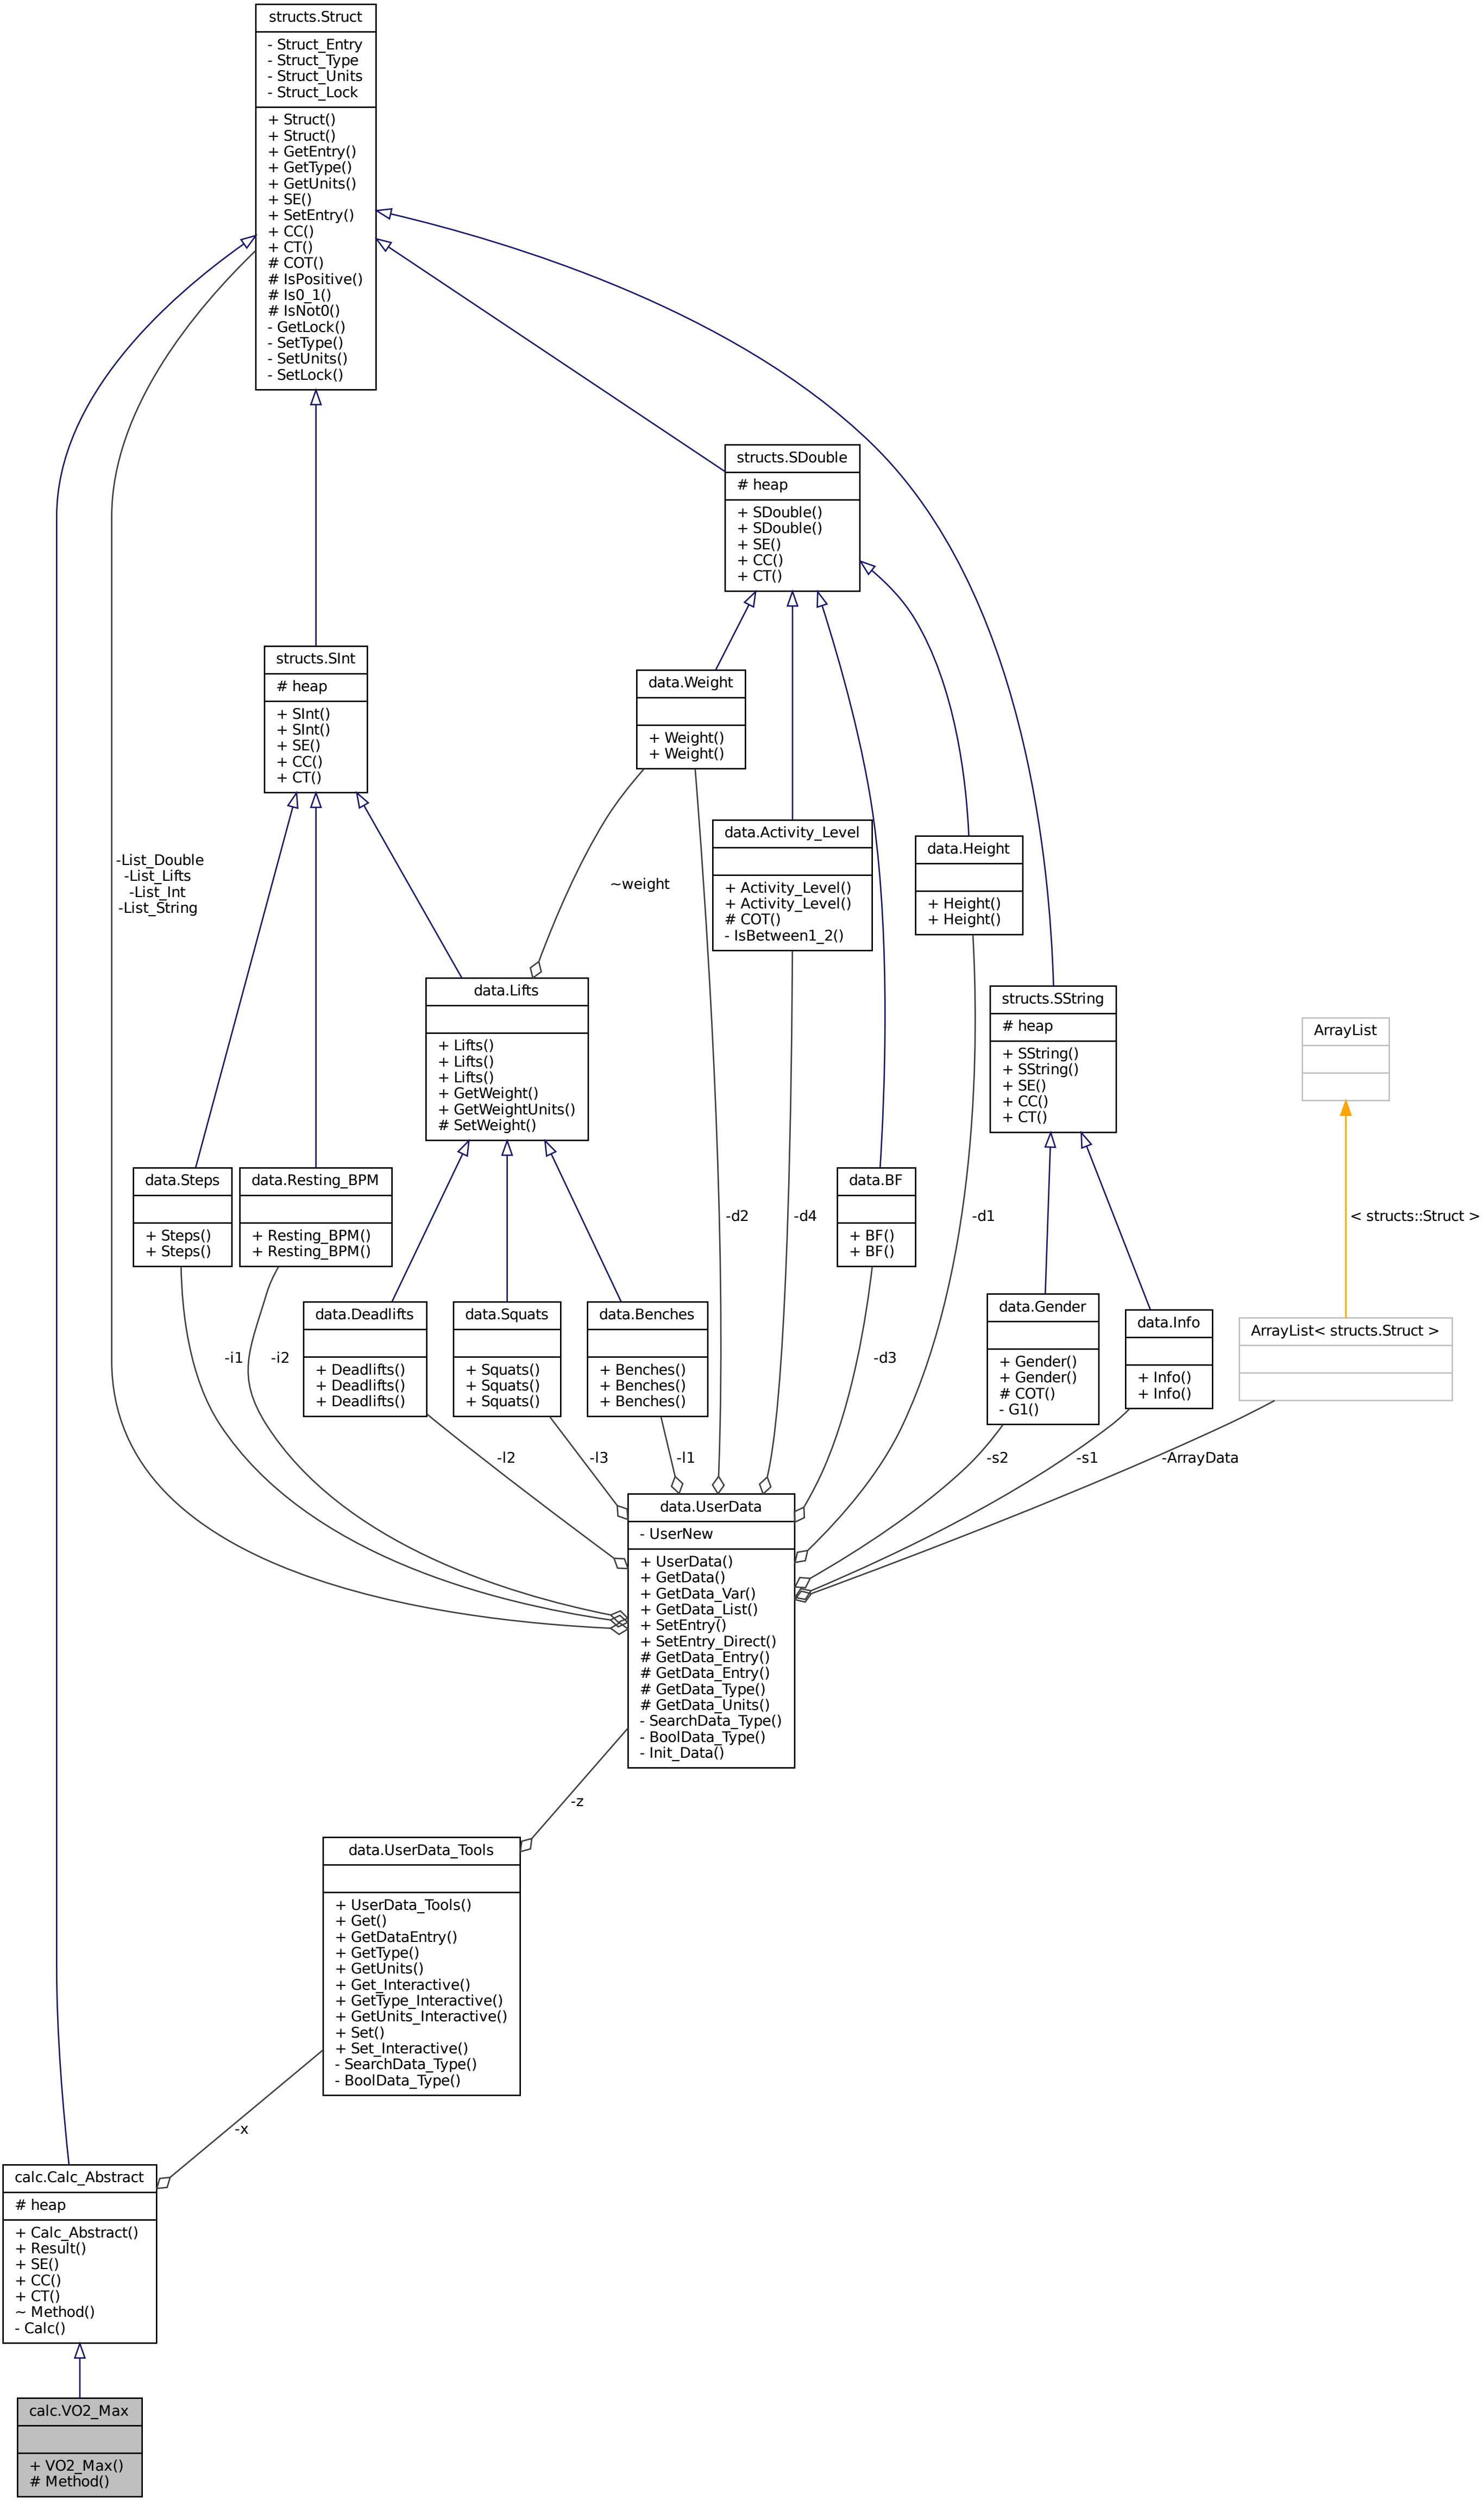 structs.Struct
- Struct_Entry
- Struct_Type
- Struct_Units
- Struct_Lock
+ Struct()
+ Struct()
+ GetEntry()
+ GetType()
+ GetUnits()
+ SE()
+ SetEntry()
+ CC()
+ CT()
# COT()
# IsPositive()
# Is0_1()
# IsNot0()
- GetLock()
- SetType()
- SetUnits()
- SetLock()
structs.SDouble
# heap
+ SDouble()
+ SDouble()
+ SE()
+ CC()
+ CT()
structs.SInt
# heap
+ SInt()
+ SInt()
+ SE()
+ CC()
+ CT()
data.Weight
+ Weight()
+ Weight()
data.Activity_Level
+ Activity_Level()
+ Activity_Level()
# COT()
- IsBetween1_2()
data.Height
+ Height()
+ Height()
-List_Double
-List_Lifts
-List_Int
-List_String
~weight
data.Lifts
+ Lifts()
+ Lifts()
+ Lifts()
+ GetWeight()
+ GetWeightUnits()
# SetWeight()
structs.SString
# heap
+ SString()
+ SString()
+ SE()
+ CC()
+ CT()
ArrayList
data.Steps
+ Steps()
+ Steps()
data.Resting_BPM
+ Resting_BPM()
+ Resting_BPM()
-d2
-d4
data.BF
+ BF()
+ BF()
-d1
< structs::Struct >
data.Deadlifts
+ Deadlifts()
+ Deadlifts()
+ Deadlifts()
data.Squats
+ Squats()
+ Squats()
+ Squats()
data.Benches
+ Benches()
+ Benches()
+ Benches()
data.Gender
+ Gender()
+ Gender()
# COT()
- G1()
data.Info
+ Info()
+ Info()
ArrayList< structs.Struct >
-i1
-i2
-d3
-l2
-l3
-l1
-s2
-s1
-ArrayData
data.UserData
- UserNew
+ UserData()
+ GetData()
+ GetData_Var()
+ GetData_List()
+ SetEntry()
+ SetEntry_Direct()
# GetData_Entry()
# GetData_Entry()
# GetData_Type()
# GetData_Units()
- SearchData_Type()
- BoolData_Type()
- Init_Data()
-z
data.UserData_Tools
+ UserData_Tools()
+ Get()
+ GetDataEntry()
+ GetType()
+ GetUnits()
+ Get_Interactive()
+ GetType_Interactive()
+ GetUnits_Interactive()
+ Set()
+ Set_Interactive()
- SearchData_Type()
- BoolData_Type()
-x
calc.Calc_Abstract
# heap
+ Calc_Abstract()
+ Result()
+ SE()
+ CC()
+ CT()
~ Method()
- Calc()
calc.VO2_Max
+ VO2_Max()
# Method()